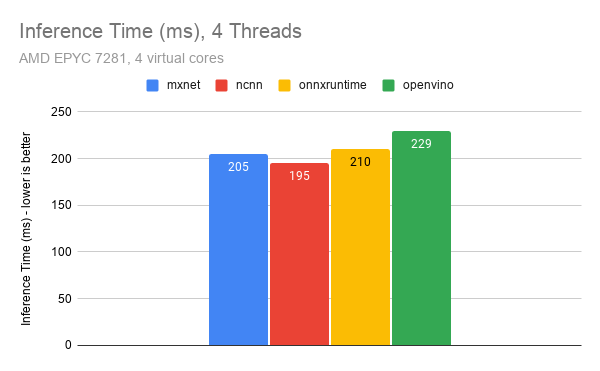 Inference Time (ms), 4 Threads
AMD EPYC 7281, 4 virtual cores
mxnet ncnn onnxruntime openvino
Inference Time (ms) - lower is better
250
200
150
100
50
0
205
195
210
229